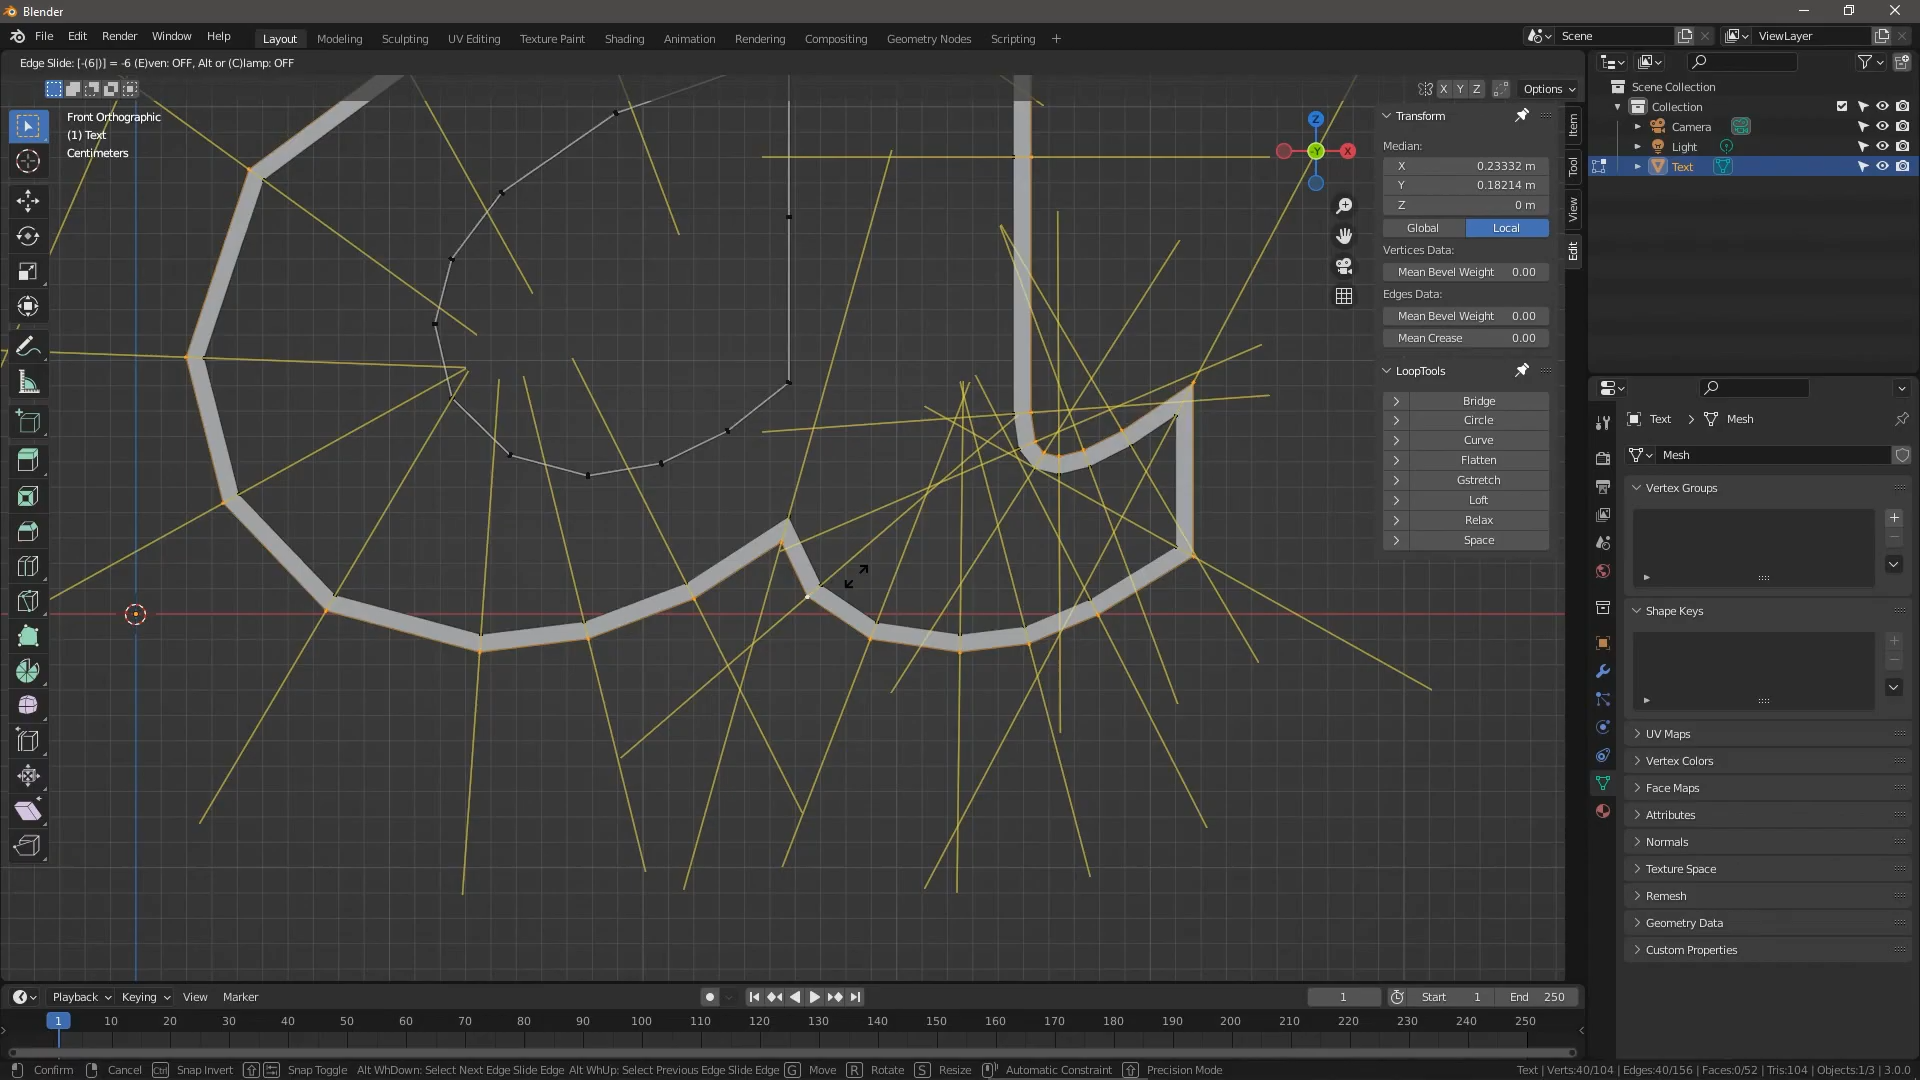 Blender
File Edit Render Window Help
Layout Modeling Sculpting UV Editing Texture Paint Shading Animation Rendering Compositing Geometry Nodes Scripting +
Scene
ViewLayer
Edge Slide: [-(6|)] = -6 (E)ven: OFF, Alt or (C)lamp: OFF
X Y Z Options
Front Orthographic
(1) Text
Centimeters
Z
-Y
X
Transform
Median:
X 0.23332 m
Y 0.18214 m
Z 0 m
Global Local
Vertices Data:
Mean Bevel Weight 0.00
Edges Data:
Mean Bevel Weight 0.00
Mean Crease 0.00
LoopTools
Bridge
Circle
Curve
Flatten
Gstretch
Loft
Relax
Space
Item
Tool
View
Edit
Scene Collection
Collection
Camera
Light
Text
Text Mesh
Mesh
Vertex Groups
Shape Keys
UV Maps
Vertex Colors
Face Maps
Attributes
Normals
Texture Space
Remesh
Geometry Data
Custom Properties
Playback Keying View Marker
1 Start 1 End 250
1 10 20 30 40 50 60 70 80 90 100 110 120 130 140 150 160 170 180 190 200 210 220 230 240 250
Confirm Cancel Ctrl Snap Invert Snap Toggle Alt WhDown: Select Next Edge Slide Edge Alt WhUp: Select Previous Edge Slide Edge G Move R Rotate S Resize Automatic Constraint Precision Mode
Text | Verts:40/104 | Edges:40/156 | Faces:0/52 | Tris:104 | Objects:1/3 | 3.0.0